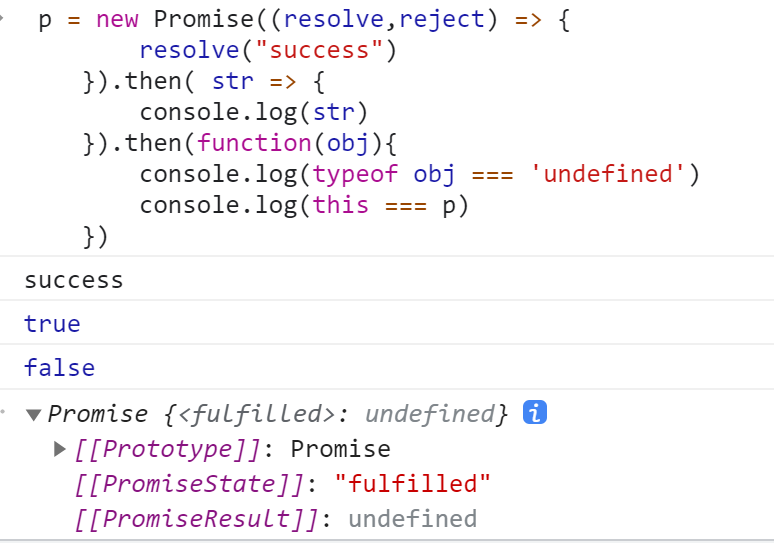 p = new Promise((resolve,reject) => {
        resolve("success")
    }).then( str => {
        console.log(str)
    }).then(function(obj){
        console.log(typeof obj === 'undefined')
        console.log(this === p)
    })
success
true
false
Promise {<fulfilled>: undefined} i
[[Prototype]]: Promise
[[PromiseState]]: "fulfilled"
[[PromiseResult]]: undefined